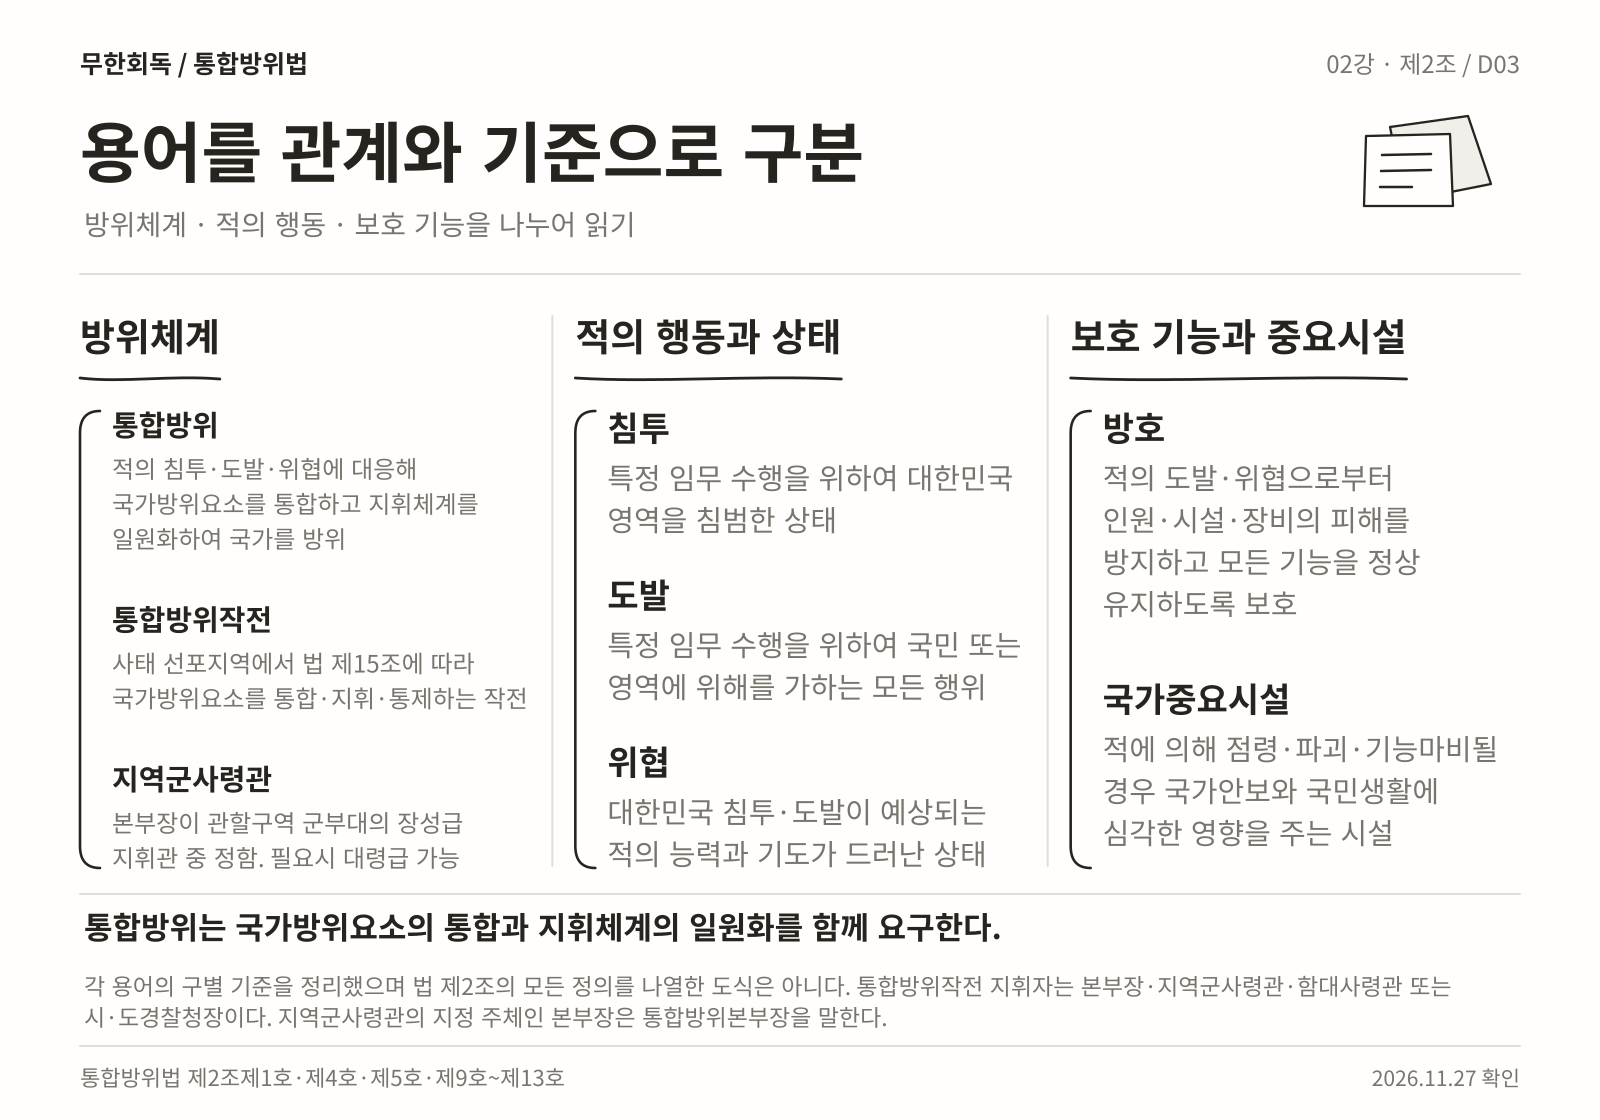 무한회독 / 통합방위법
02강 · 제2조 / D03
용어를 관계와 기준으로 구분
방위체계 · 적의 행동 · 보호 기능을 나누어 읽기
방위체계
통합방위
적의 침투·도발·위협에 대응해
국가방위요소를 통합하고 지휘체계를
일원화하여 국가를 방위
통합방위작전
사태 선포지역에서 법 제15조에 따라
국가방위요소를 통합·지휘·통제하는 작전
지역군사령관
본부장이 관할구역 군부대의 장성급
지휘관 중 정함. 필요시 대령급 가능
적의 행동과 상태
침투
특정 임무 수행을 위하여 대한민국
영역을 침범한 상태
도발
특정 임무 수행을 위하여 국민 또는
영역에 위해를 가하는 모든 행위
위협
대한민국 침투·도발이 예상되는
적의 능력과 기도가 드러난 상태
보호 기능과 중요시설
방호
적의 도발·위협으로부터
인원·시설·장비의 피해를
방지하고 모든 기능을 정상
유지하도록 보호
국가중요시설
적에 의해 점령·파괴·기능마비될
경우 국가안보와 국민생활에
심각한 영향을 주는 시설
통합방위는 국가방위요소의 통합과 지휘체계의 일원화를 함께 요구한다.
각 용어의 구별 기준을 정리했으며 법 제2조의 모든 정의를 나열한 도식은 아니다. 통합방위작전 지휘자는 본부장·지역군사령관·함대사령관 또는
시·도경찰청장이다. 지역군사령관의 지정 주체인 본부장은 통합방위본부장을 말한다.
통합방위법 제2조제1호·제4호·제5호·제9호~제13호
2026.11.27 확인